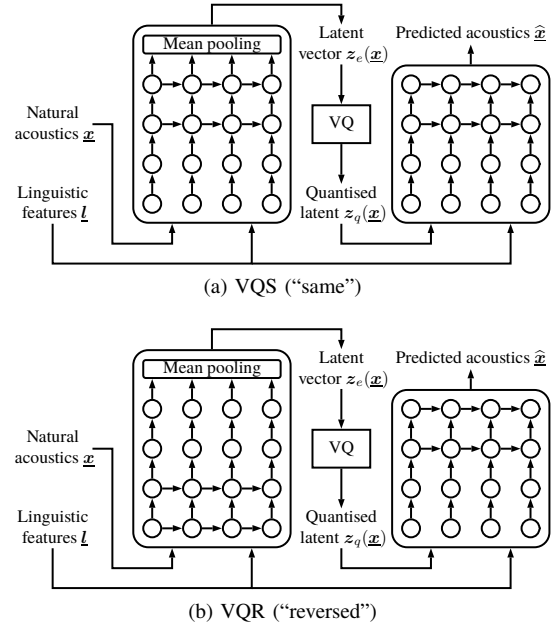 Mean pooling
Latent
vector z_e(x)
Predicted acoustics x̂
Natural
acoustics x
VQ
Linguistic
features l
Quantised
latent z_q(x)
(a) VQS (“same”)
Mean pooling
Latent
vector z_e(x)
Predicted acoustics x̂
Natural
acoustics x
VQ
Linguistic
features l
Quantised
latent z_q(x)
(b) VQR (“reversed”)